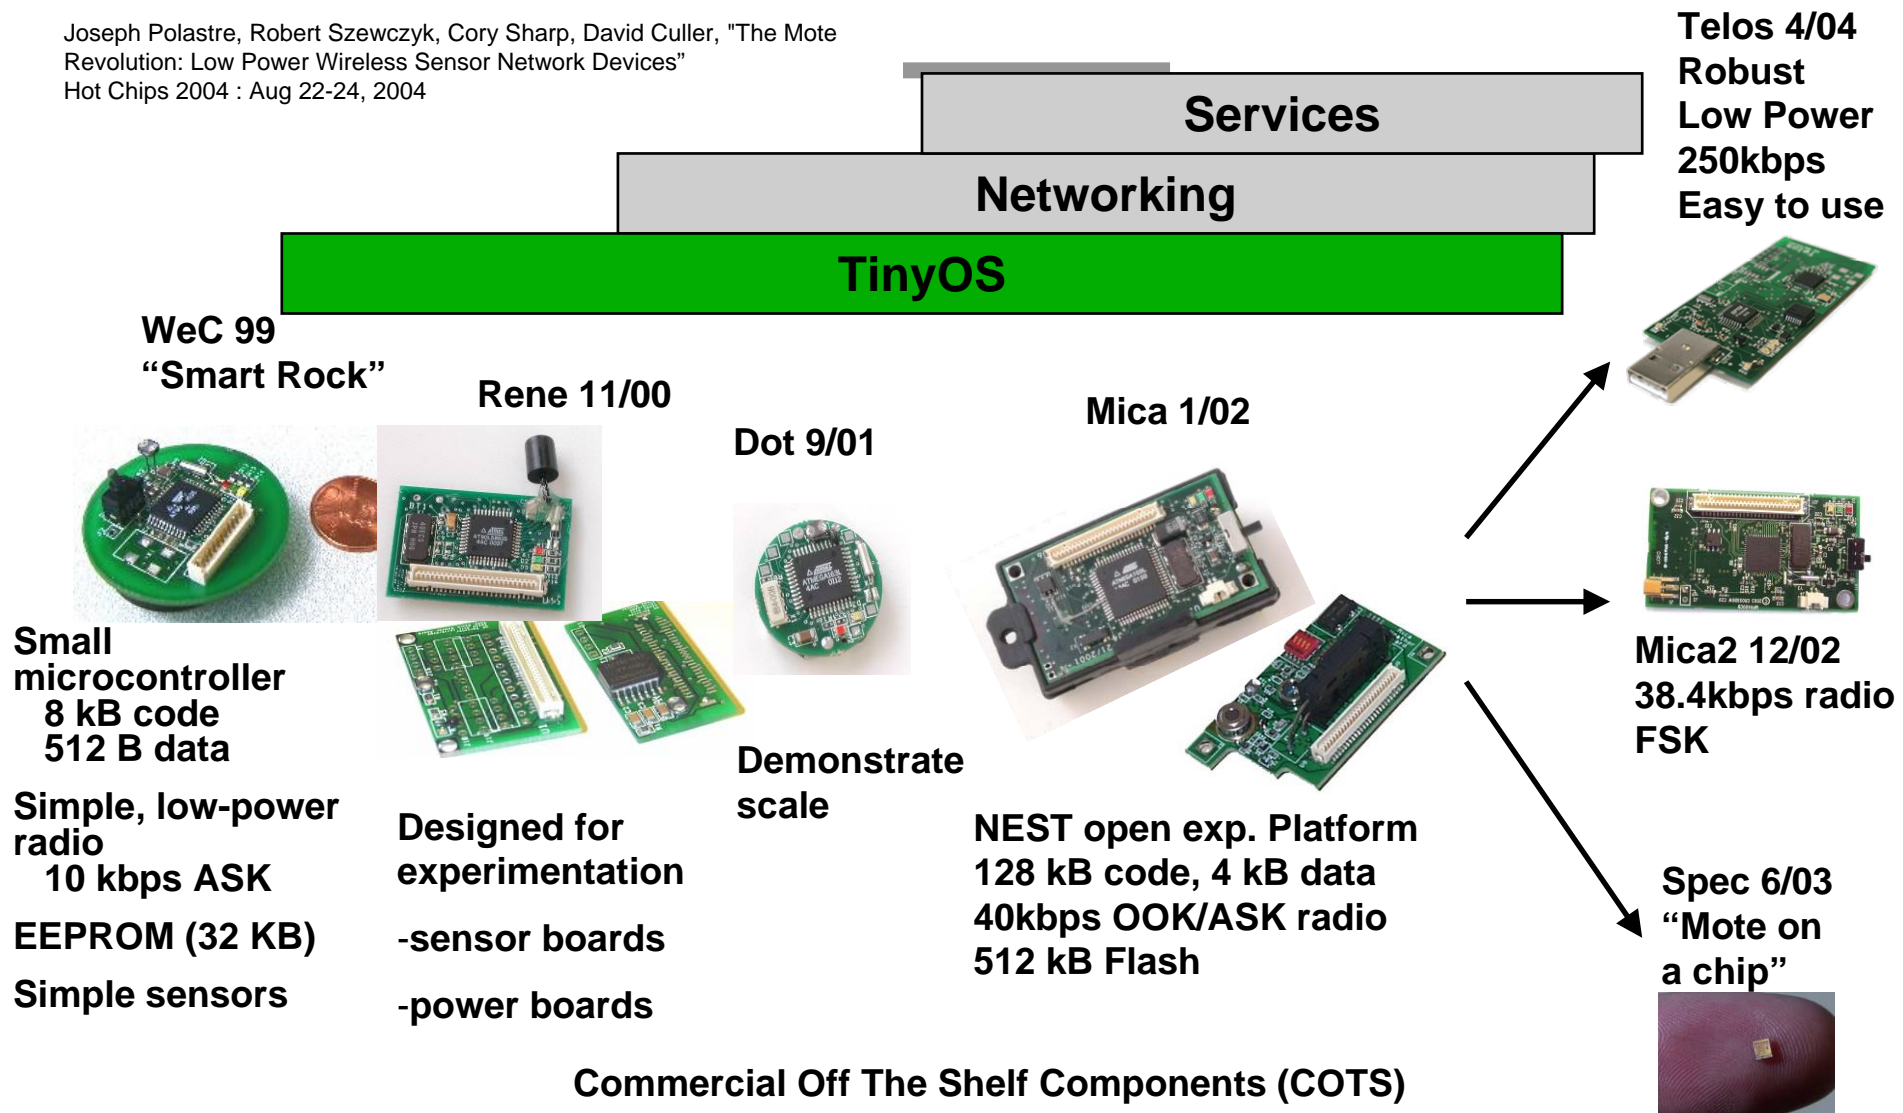 Joseph Polastre, Robert Szewczyk, Cory Sharp, David Culler, "The Mote
Revolution: Low Power Wireless Sensor Network Devices”
Hot Chips 2004 : Aug 22-24, 2004
Services
Networking
TinyOS
Telos 4/04
Robust
Low Power
250kbps
Easy to use
WeC 99
“Smart Rock”
Rene 11/00
Dot 9/01
Mica 1/02
Small
microcontroller
8 kB code
512 B data
Simple, low-power
radio
10 kbps ASK
EEPROM (32 KB)
Simple sensors
Designed for
experimentation
-sensor boards
-power boards
Demonstrate
scale
NEST open exp. Platform
128 kB code, 4 kB data
40kbps OOK/ASK radio
512 kB Flash
Mica2 12/02
38.4kbps radio
FSK
Spec 6/03
“Mote on
a chip”
Commercial Off The Shelf Components (COTS)